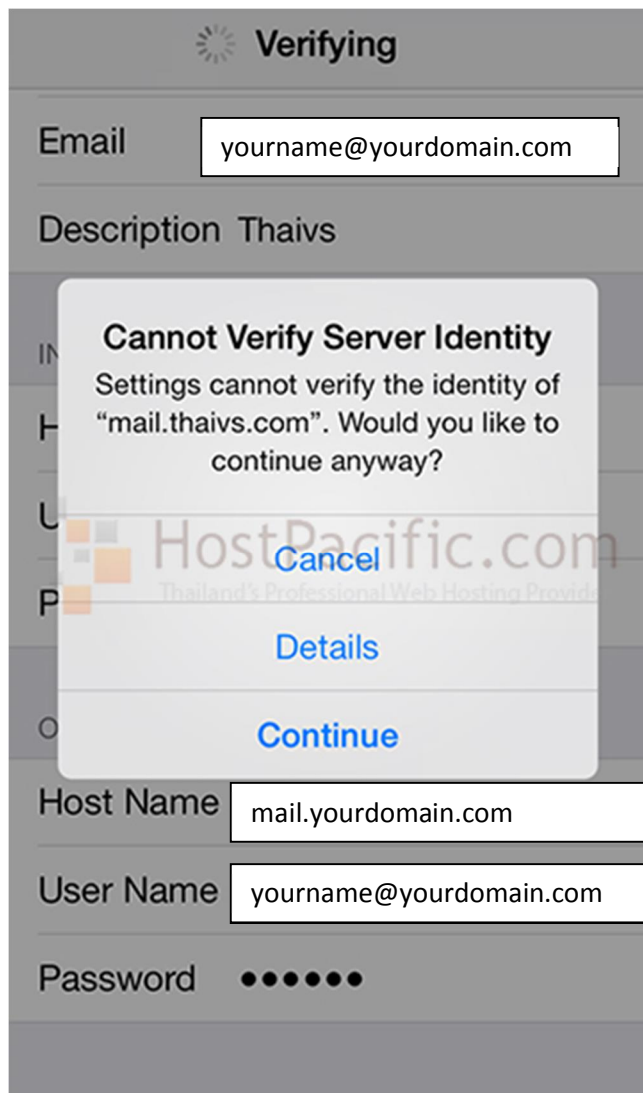 Verifying
Email yourname@yourdomain.com
Description Thaivs
IN
Cannot Verify Server Identity
Settings cannot verify the identity of
“mail.thaivs.com”. Would you like to
continue anyway?
H
U
HostPacific.com
Cancel
Thailand's Professional Web Hosting Provide
P
Details
O
Continue
Host Name mail.yourdomain.com
User Name yourname@yourdomain.com
Password ●●●●●●